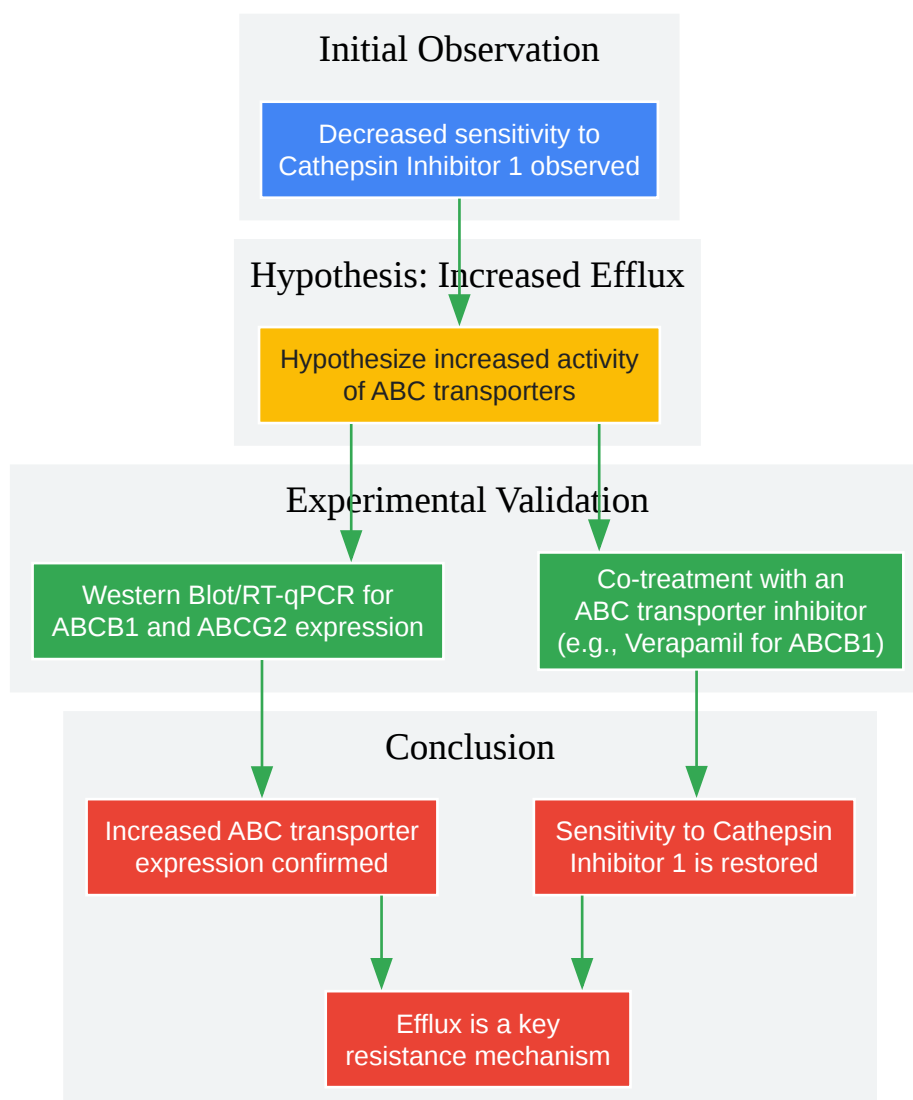 Initial Observation
Decreased sensitivity to
Cathepsin Inhibitor 1 observed
Hypothesis: Increased Efflux
Hypothesize increased activity
of ABC transporters
Experimental Validation
Western Blot/RT-qPCR for
ABCB1 and ABCG2 expression
Co-treatment with an
ABC transporter inhibitor
(e.g., Verapamil for ABCB1)
Conclusion
Increased ABC transporter
expression confirmed
Sensitivity to Cathepsin
Inhibitor 1 is restored
Efflux is a key
resistance mechanism